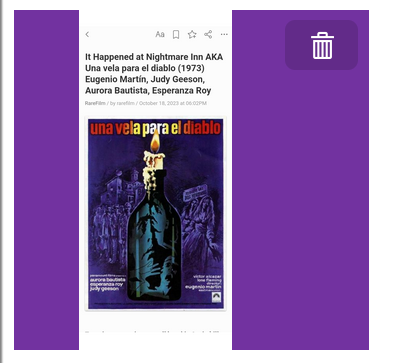 Aa
It Happened at Nightmare Inn AKA
Una vela para el diablo (1973)
Eugenio Martín, Judy Geeson,
Aurora Bautista, Esperanza Roy
RareFilm / by rarefilm / October 18, 2023 at 06:02PM
una vela para el diablo
aurora bautista
esperanza roy
judy geeson
victor alcazar
lone fleming
director
eugenio martin